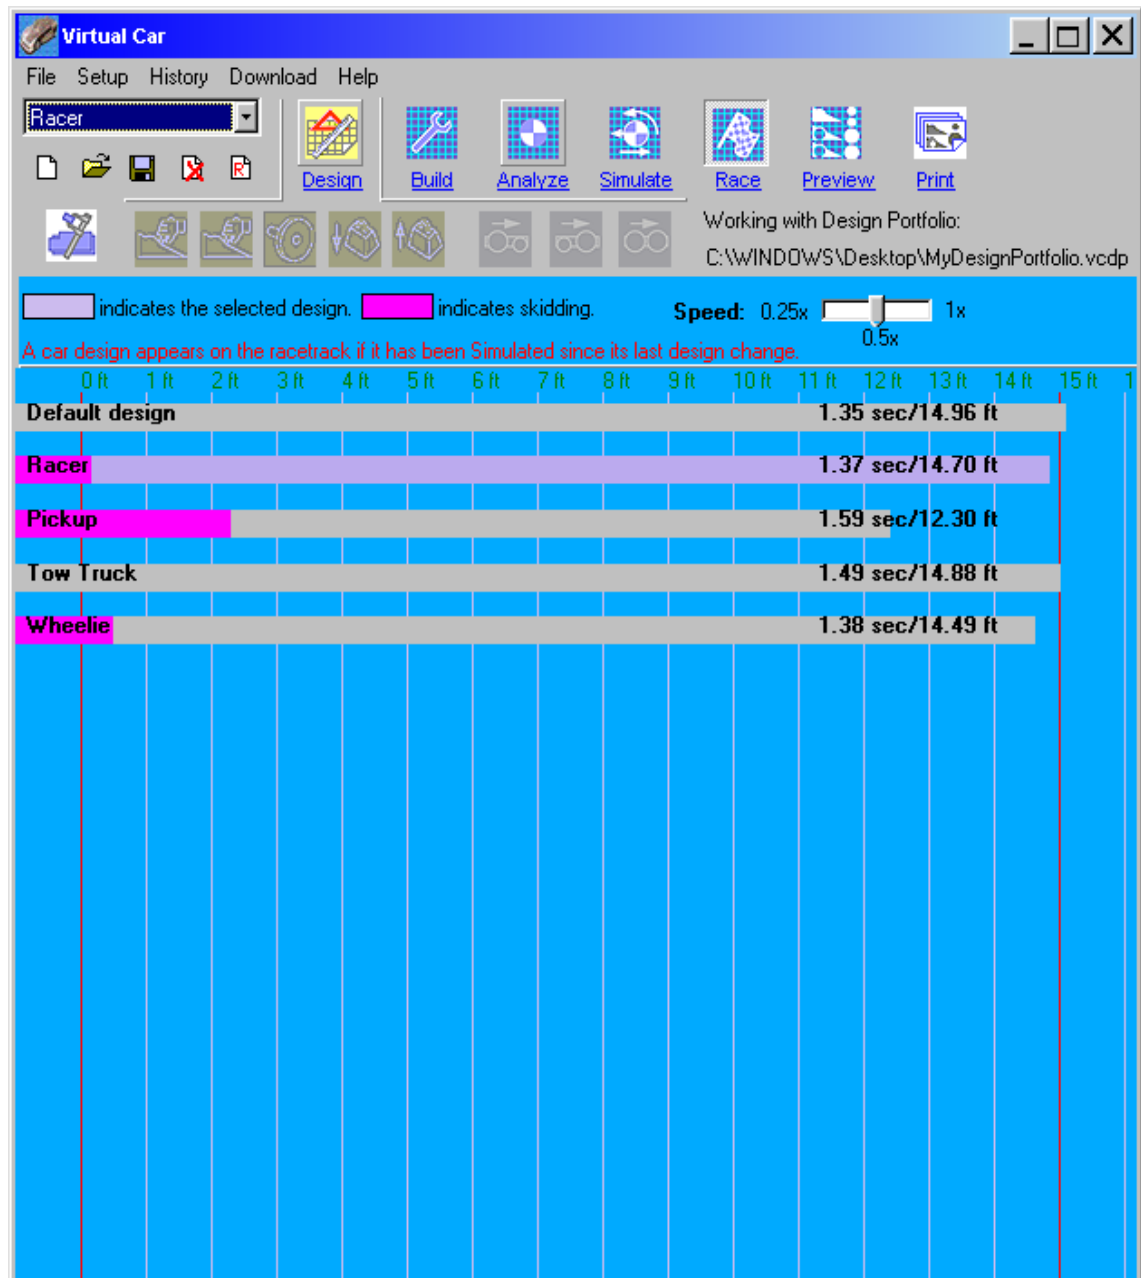 Virtual Car
File Setup History Download Help
Racer
R
Design Build Analyze Simulate Race Preview Print
Working with Design Portfolio:
C:\WINDOWS\Desktop\MyDesignPortfolio.vcdp
indicates the selected design. indicates skidding. Speed: 0.25x 1x
0.5x
A car design appears on the racetrack if it has been Simulated since its last design change.
0 ft 1 ft 2 ft 3 ft 4 ft 5 ft 6 ft 7 ft 8 ft 9 ft 10 ft 11 ft 12 ft 13 ft 14 ft 15 ft 1
Default design 1.35 sec/14.96 ft
Racer 1.37 sec/14.70 ft
Pickup 1.59 sec/12.30 ft
Tow Truck 1.49 sec/14.88 ft
Wheelie 1.38 sec/14.49 ft